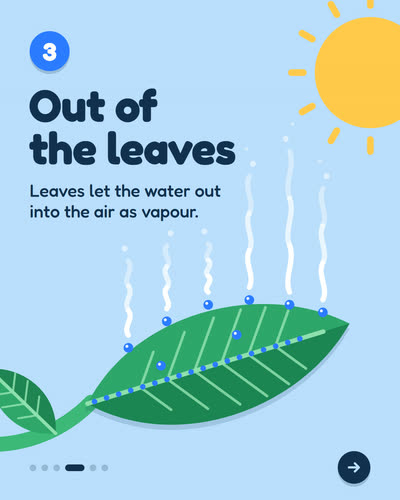 3
Out of
the leaves
Leaves let the water out
into the air as vapour.